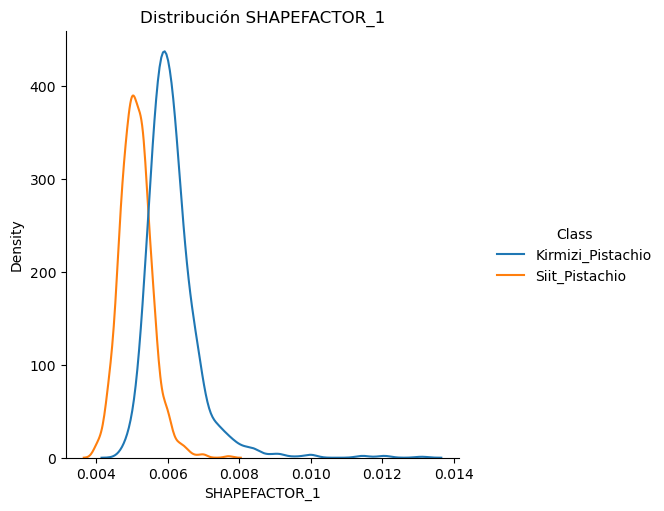 Distribución SHAPEFACTOR_1
400
300
200
100
0
Density
0.004 0.006 0.008 0.010 0.012 0.014
SHAPEFACTOR_1
Class
Kirmizi_Pistachio
Siit_Pistachio